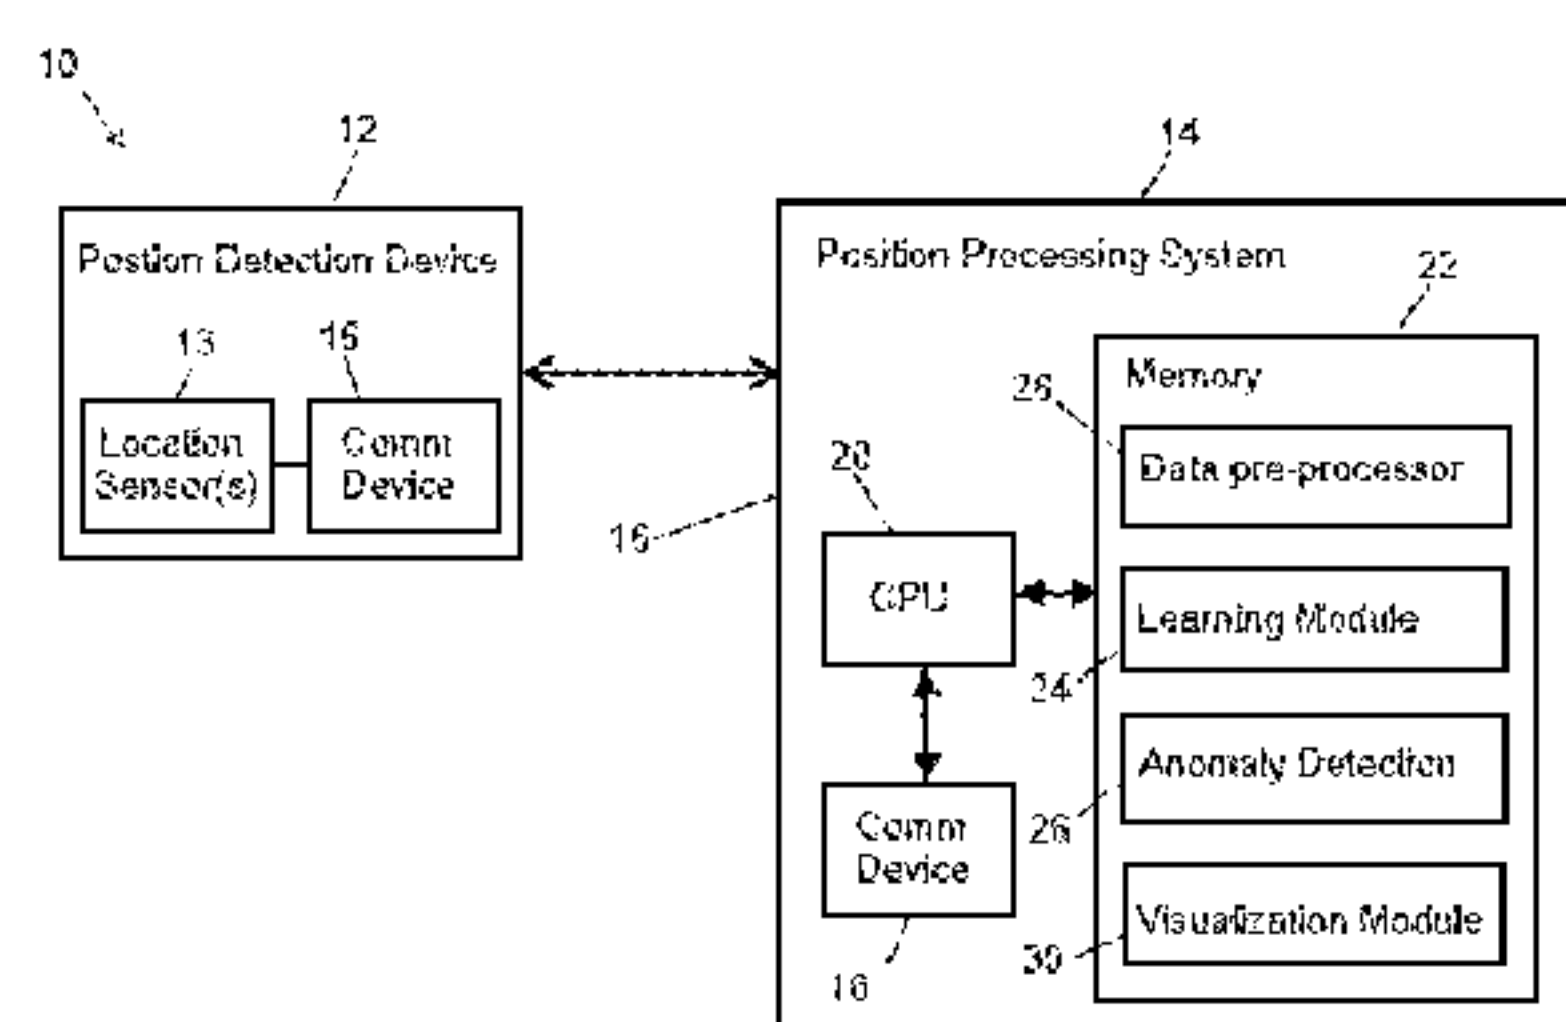 10
12
14
Postion Detection Device
Position Processing System
22
13
15
Memory
Location
Sensor(s)
Comm
Device
28
Data pre-processor
20
16
CPU
Learning Module
24
Anomaly Detection
26
Comm
Device
Visualization Module
30
16